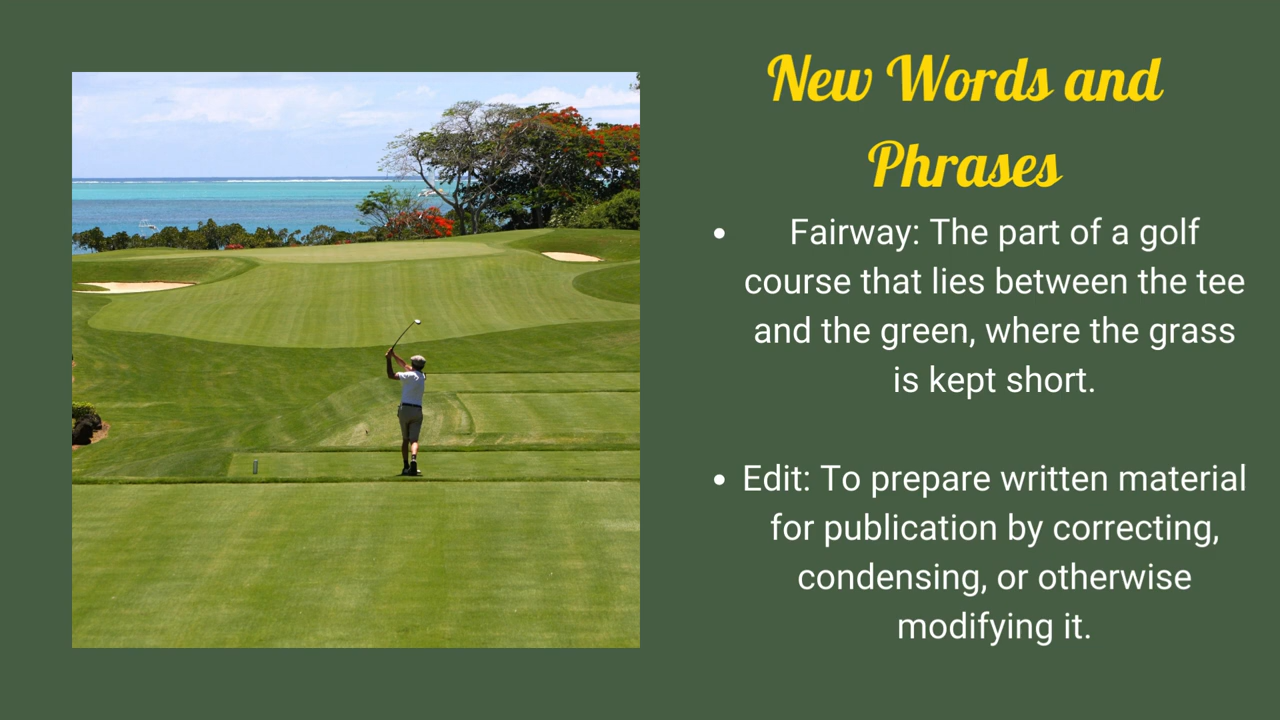 New Words and
Phrases
• Fairway: The part of a golf
course that lies between the tee
and the green, where the grass
is kept short.
• Edit: To prepare written material
for publication by correcting,
condensing, or otherwise
modifying it.